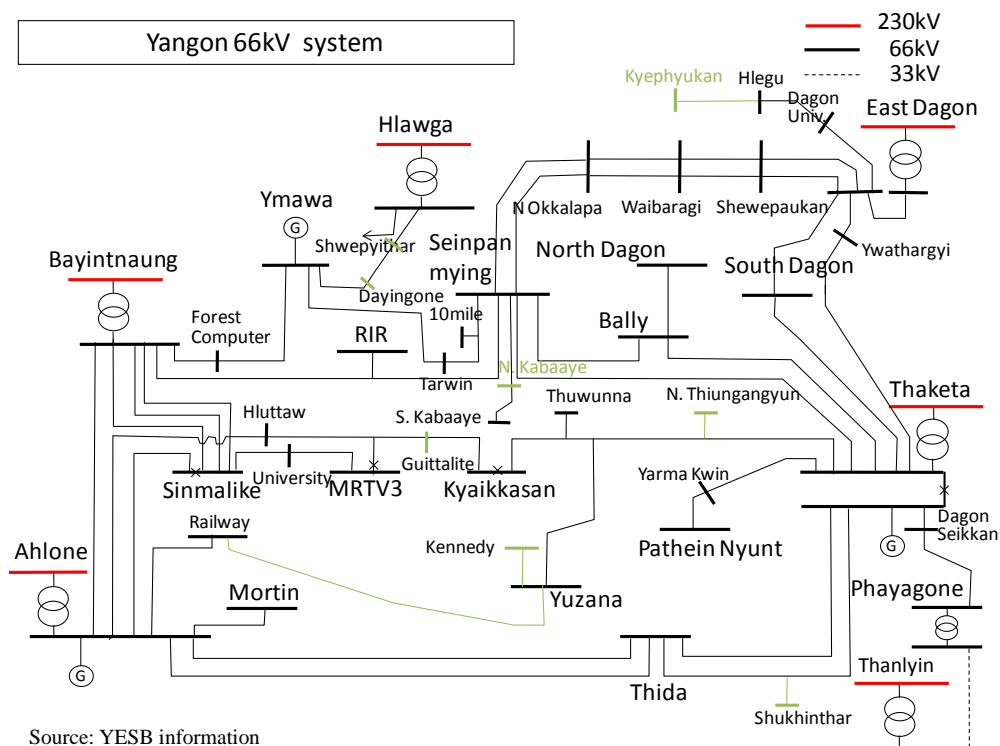 Yangon 66kV system
230kV
66kV
33kV
Kyephyukan
Hlegu
Dagon
Univ.
East Dagon
Hlawga
Ymawa
G
Shwepyithar
Seinpan
mying
N Okkalapa
Waibaragi
Shewepaukan
North Dagon
South Dagon
Ywathargyi
Bayintnaung
Dayingone
10mile
Forest
Computer
RIR
Tarwin
Bally
N. Kabaaye
Thuwunna
N. Thiungangyun
Thaketa
Hluttaw
S. Kabaaye
Guittalite
University
Sinmalike
MRTV3
Kyaikkasan
Yarma Kwin
Railway
Kennedy
Pathein Nyunt
Dagon
Seikkan
G
Ahlone
Mortin
Yuzana
Phayagone
G
Thida
Thanlyin
Shukhinthar
Source: YESB information